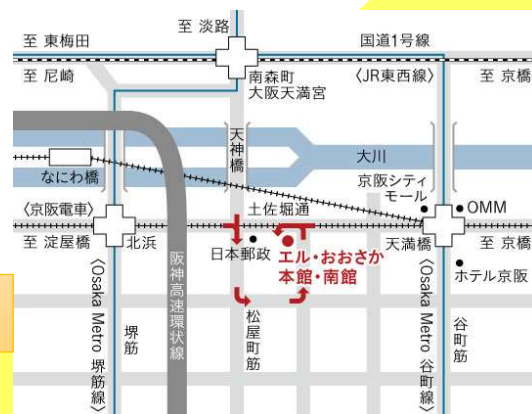 至 淡路
至 東梅田
国道1号線
至 尼崎
南森町
大阪天満宮
〈JR東西線〉
至 京橋
天神橋
大川
なにわ橋
京阪シティ
モール
OMM
〈京阪電車〉
土佐堀通
至 淀屋橋
北浜
日本郵政
エル・おおさか
本館・南館
天満橋
至 京橋
ホテル京阪
阪神高速環状線
〈Osaka Metro 堺筋線〉
堺筋
松屋町筋
〈Osaka Metro 谷町線〉
谷町筋